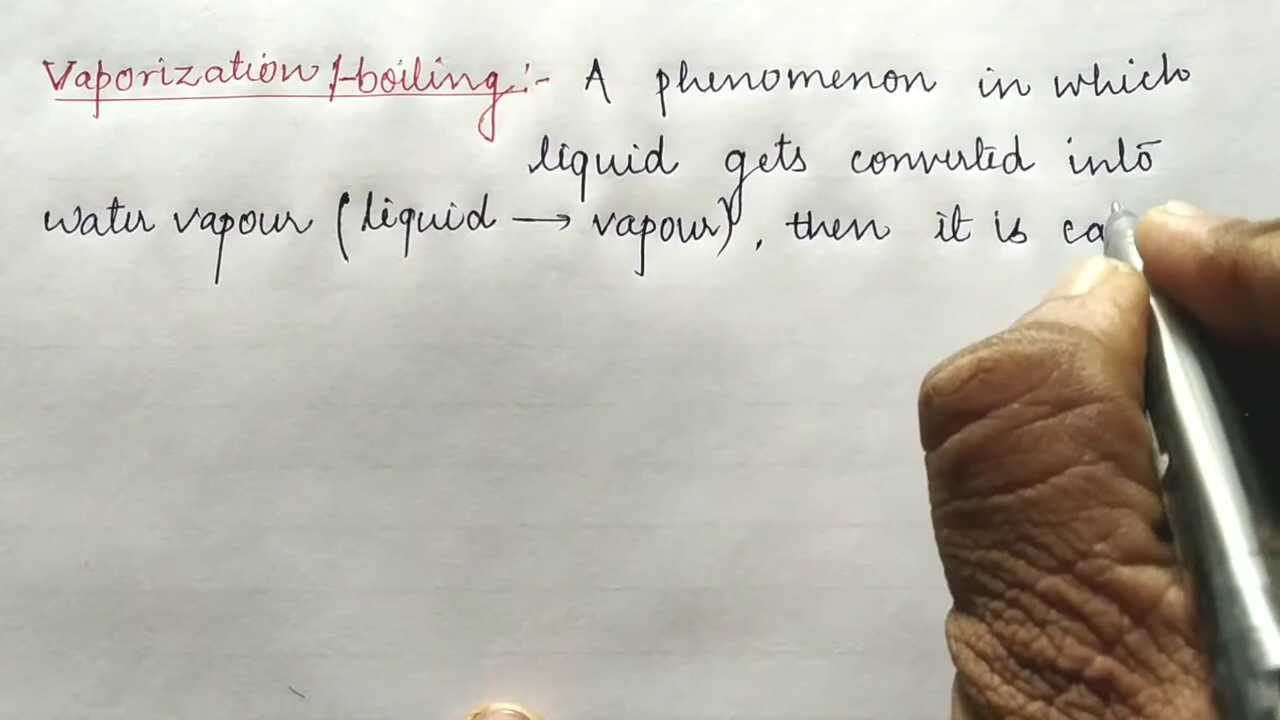 Vaporization /boiling :- A phenomenon in which
liquid gets converted into
water vapour (liquid → vapour), then it is ca